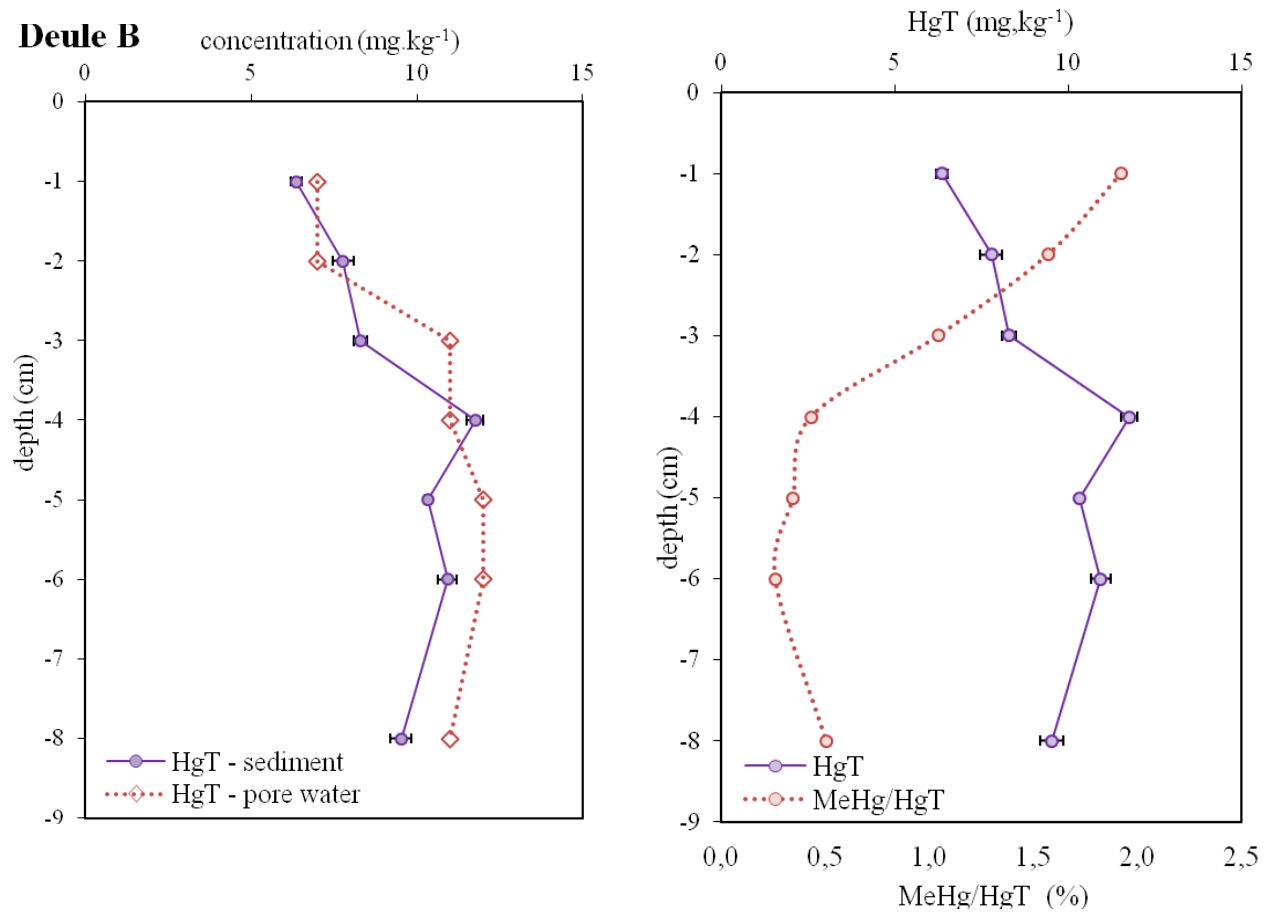 Deule B
concentration (mg.kg⁻¹)
0 5 10 15
0
-1
-2
-3
-4
-5
-6
-7
-8
-9
depth (cm)
HgT - sediment
HgT - pore water
HgT (mg,kg⁻¹)
0 5 10 15
0
-1
-2
-3
-4
-5
-6
-7
-8
-9
depth (cm)
HgT
MeHg/HgT
0,0 0,5 1,0 1,5 2,0 2,5
MeHg/HgT (%)